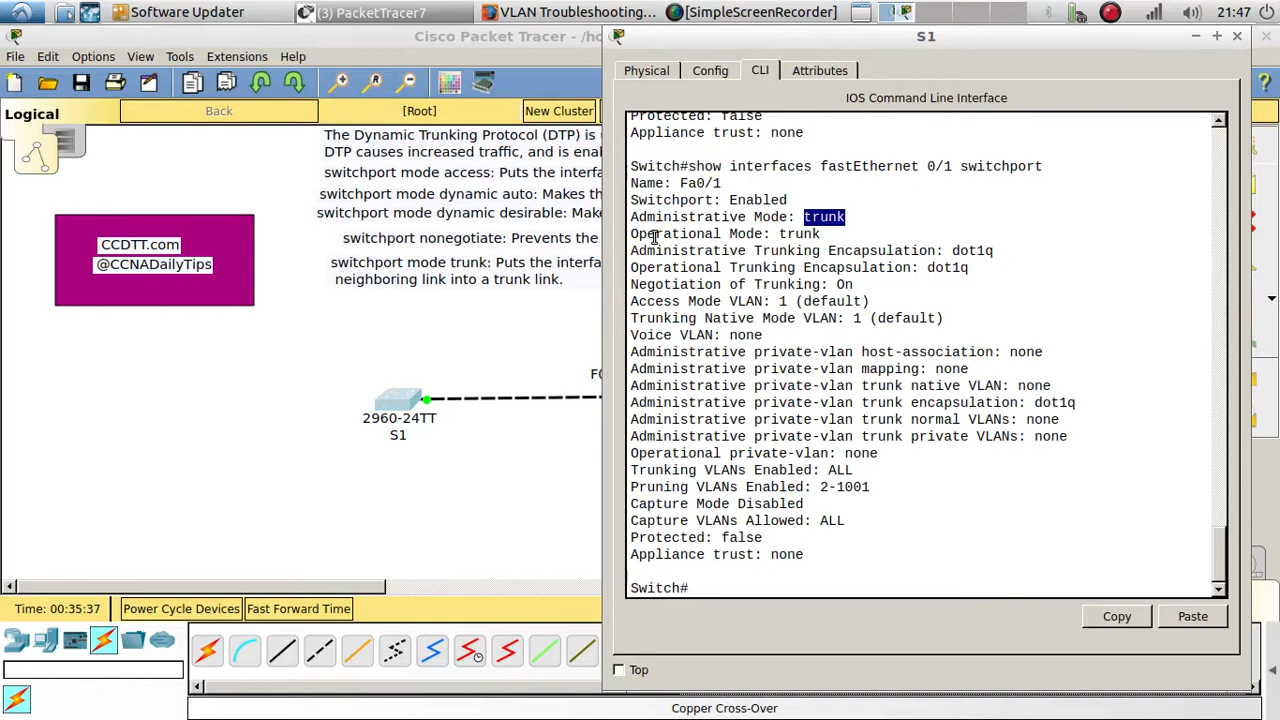 Software Updater
(3) PacketTracer7
VLAN Troubleshooting...
[SimpleScreenRecorder]
21:47
Cisco Packet Tracer - /ho
S1
File Edit Options View Tools Extensions Help
Physical Config CLI Attributes
IOS Command Line Interface
Logical
Back
[Root]
New Cluster
The Dynamic Trunking Protocol (DTP) is
DTP causes increased traffic, and is enal
switchport mode access: Puts the interfa
switchport mode dynamic auto: Makes th
switchport mode dynamic desirable: Make
switchport nonegotiate: Prevents the
switchport mode trunk: Puts the interfa
neighboring link into a trunk link.
CCDTT.com
@CCNADailyTips
2960-24TT
S1
Protected: false
Appliance trust: none
Switch#show interfaces fastEthernet 0/1 switchport
Name: Fa0/1
Switchport: Enabled
Administrative Mode: trunk
Operational Mode: trunk
Administrative Trunking Encapsulation: dot1q
Operational Trunking Encapsulation: dot1q
Negotiation of Trunking: On
Access Mode VLAN: 1 (default)
Trunking Native Mode VLAN: 1 (default)
Voice VLAN: none
Administrative private-vlan host-association: none
Administrative private-vlan mapping: none
Administrative private-vlan trunk native VLAN: none
Administrative private-vlan trunk encapsulation: dot1q
Administrative private-vlan trunk normal VLANs: none
Administrative private-vlan trunk private VLANs: none
Operational private-vlan: none
Trunking VLANs Enabled: ALL
Pruning VLANs Enabled: 2-1001
Capture Mode Disabled
Capture VLANs Allowed: ALL
Protected: false
Appliance trust: none
Switch#
Copy Paste
Top
Time: 00:35:37
Power Cycle Devices
Fast Forward Time
Copper Cross-Over